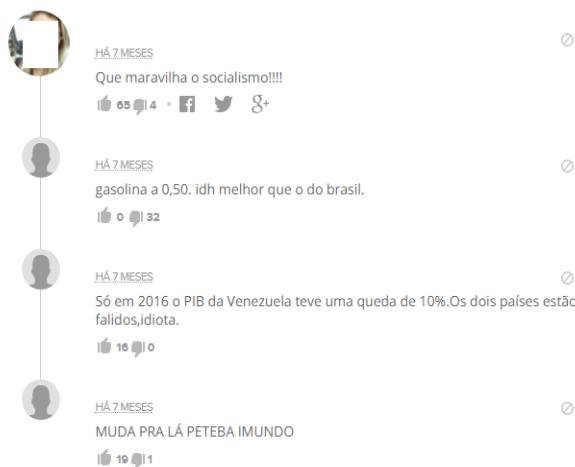 HÁ 7 MESES
Que maravilha o socialismo!!!!
65 4
HÁ 7 MESES
gasolina a 0,50. idh melhor que o do brasil.
0 32
HÁ 7 MESES
Só em 2016 o PIB da Venezuela teve uma queda de 10%.Os dois países estão
falidos,idiota.
16 0
HÁ 7 MESES
MUDA PRA LÁ PETEBA IMUNDO
19 1